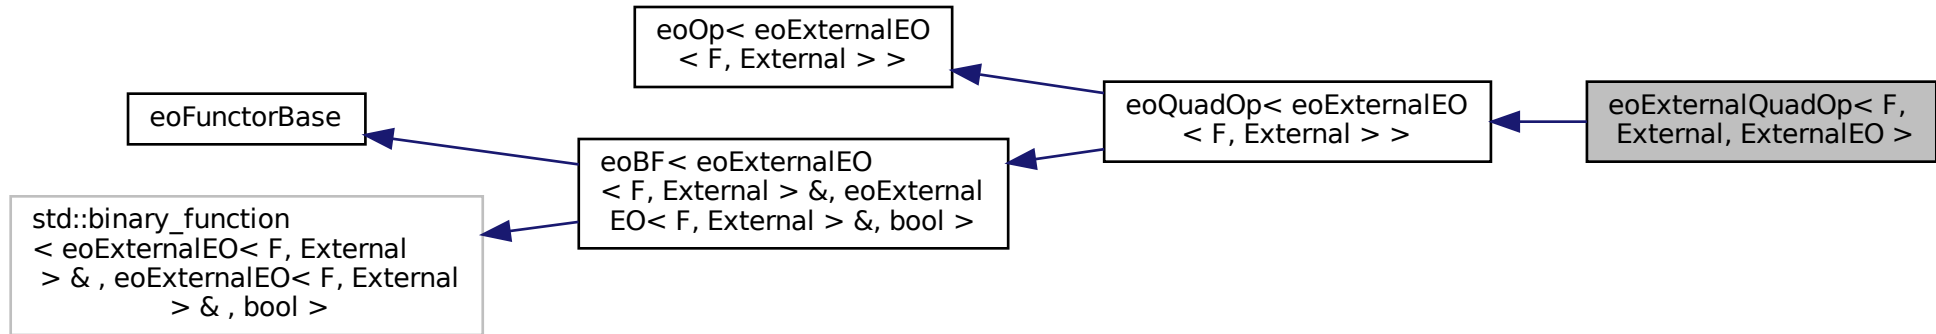 eoOp< eoExternalEO
< F, External > >
eoFunctorBase
eoQuadOp< eoExternalEO
< F, External > >
eoExternalQuadOp< F,
External, ExternalEO >
eoBF< eoExternalEO
< F, External > &, eoExternal
EO< F, External > &, bool >
std::binary_function
< eoExternalEO< F, External
> & , eoExternalEO< F, External
> & , bool >